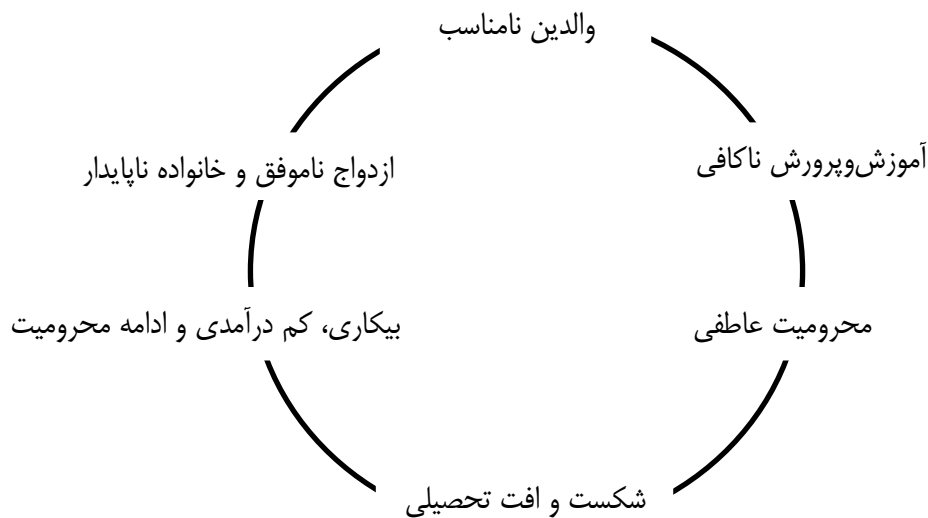 والدین نامناسب
آموزش‌وپرورش ناکافی
ازدواج ناموفق و خانواده ناپایدار
محرومیت عاطفی
بیکاری، کم درآمدی و ادامه محرومیت
شکست و افت تحصیلی